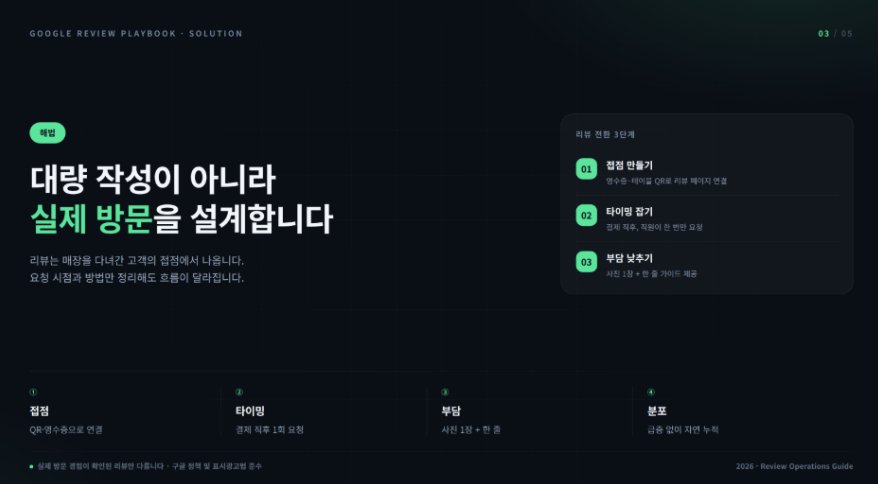 GOOGLE REVIEW PLAYBOOK · SOLUTION
03 / 05
해법
대량 작성이 아니라
실제 방문을 설계합니다
리뷰는 매장을 다녀간 고객의 접점에서 나옵니다.
요청 시점과 방법만 정리해도 흐름이 달라집니다.
리뷰 전환 3단계
01
접점 만들기
영수증·테이블 QR로 리뷰 페이지 연결
02
타이밍 잡기
결제 직후, 직원이 한 번만 요청
03
부담 낮추기
사진 1장 + 한 줄 가이드 제공
①
접점
QR·영수증으로 연결
②
타이밍
결제 직후 1회 요청
③
부담
사진 1장 + 한 줄
④
분포
급증 없이 자연 누적
실제 방문 경험이 확인된 리뷰만 다룹니다 · 구글 정책 및 표시광고법 준수
2026 · Review Operations Guide